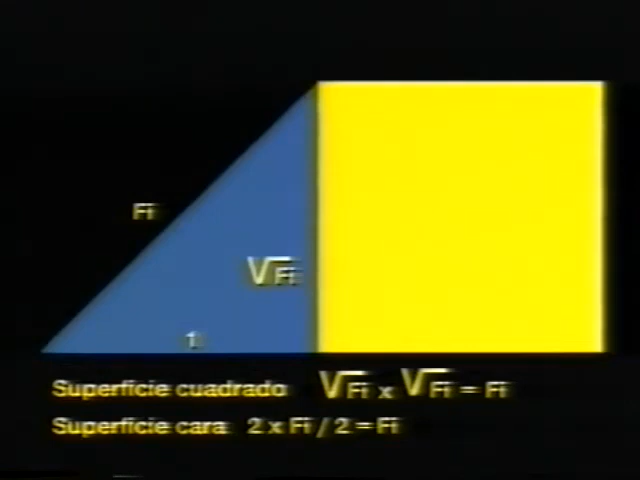 Fi
√Fi
1
Superficie cuadrado √Fi x √Fi = Fi
Superficie cara 2 x Fi / 2 = Fi